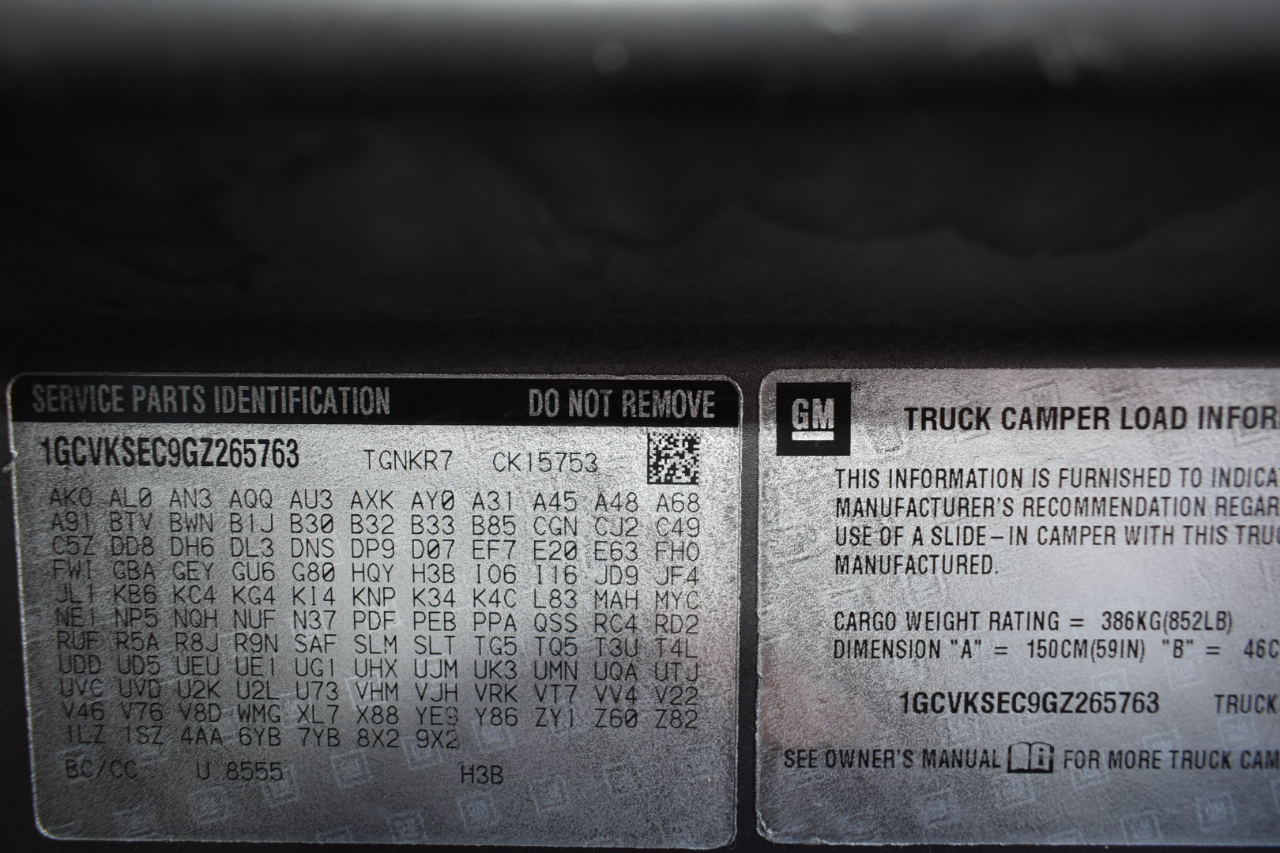 SERVICE PARTS IDENTIFICATION DO NOT REMOVE
1GCVKSEC9GZ265763 TGNKR7 CK15753
AKO AL0 AN3 AQQ AU3 AXK AY0 A31 A45 A48 A68
A91 BTV BWN B1J B30 B32 B33 B85 CGN CJ2 C49
C5Z DD8 DH6 DL3 DNS DP9 D07 EF7 E20 E63 FHO
FWI GBA GEY GU6 G80 HQY H3B I06 I16 JD9 JF4
JL1 KB6 KC4 KG4 KI4 KNP K34 K4C L83 MAH MYC
NE1 NP5 NQH NUF N37 PDF PEB PPA QSS RC4 RD2
RUF R5A R8J R9N SAF SLM SLT TG5 TQ5 T3U T4L
UDD UD5 UEU UE1 UG1 UHX UJM UK3 UMN UQA UTJ
UVC UVD U2K U2L U73 VHM VJH VRK VT7 VV4 V22
V46 V76 V8D WMG XL7 X88 YE9 Y86 ZY1 Z60 Z82
1LZ 1SZ 4AA 6YB 7YB 8X2 9X2
BC/CC U 8555 H3B
GM TRUCK CAMPER LOAD INFOR
THIS INFORMATION IS FURNISHED TO INDICA
MANUFACTURER'S RECOMMENDATION REGAR
USE OF A SLIDE-IN CAMPER WITH THIS TRU
MANUFACTURED.
CARGO WEIGHT RATING = 386KG(852LB)
DIMENSION "A" = 150CM(59IN) "B" = 46C
1GCVKSEC9GZ265763 TRUCK
SEE OWNER'S MANUAL FOR MORE TRUCK CAM